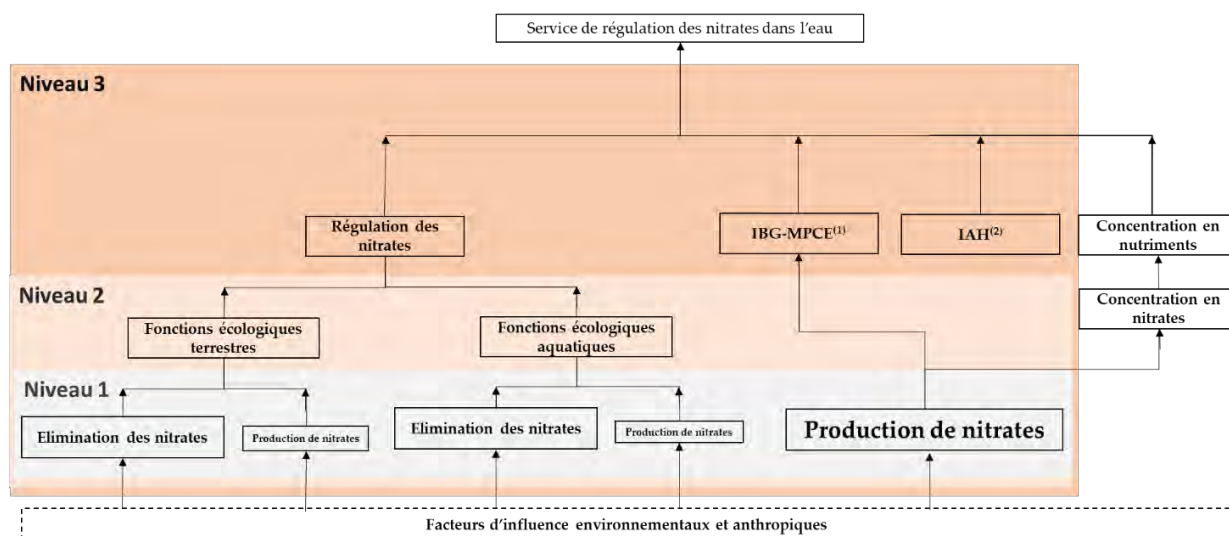 Service de régulation des nitrates dans l'eau
Niveau 3
Régulation des
nitrates
IBG-MPCE(1)
IAH(2)
Concentration en
nutriments
Niveau 2
Concentration en
nitrates
Fonctions écologiques
terrestres
Fonctions écologiques
aquatiques
Niveau 1
Elimination des nitrates
Production de nitrates
Elimination des nitrates
Production de nitrates
Production de nitrates
Facteurs d'influence environnementaux et anthropiques